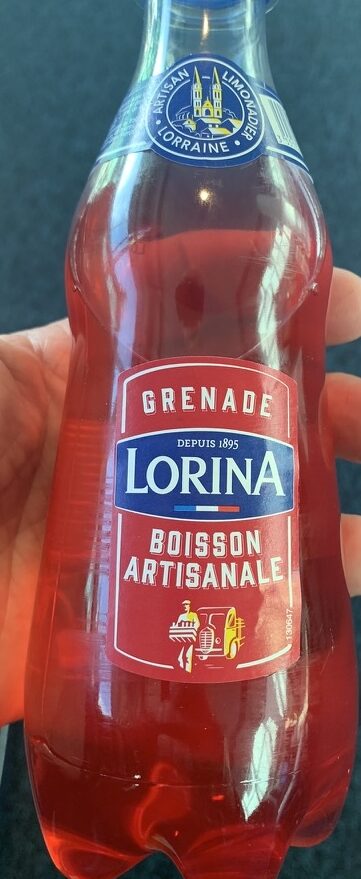 ARTISAN - LIMONADIER
• LORRAINE •
GRENADE
DEPUIS 1895
LORINA
BOISSON
ARTISANALE
130647